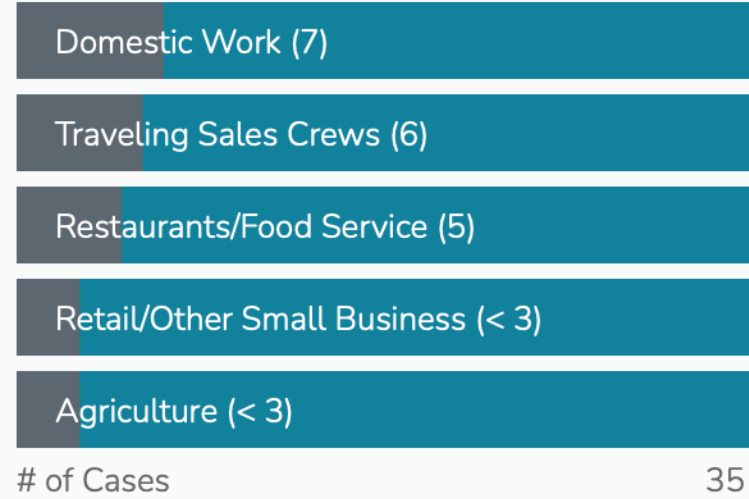 Domestic Work (7)
Traveling Sales Crews (6)
Restaurants/Food Service (5)
Retail/Other Small Business (< 3)
Agriculture (< 3)
# of Cases 35